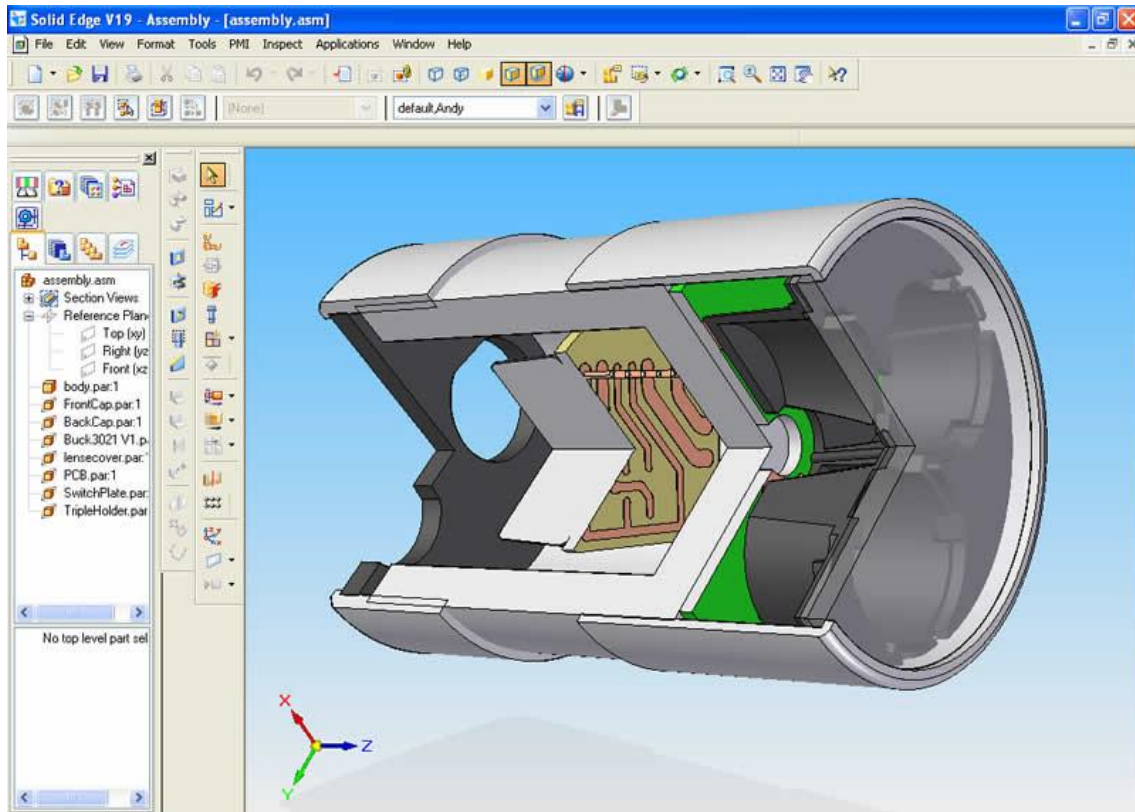 Solid Edge V19 - Assembly - [assembly.asm]
File Edit View Format Tools PMI Inspect Applications Window Help
(None) default,Andy
assembly.asm
Section Views
Reference Plan
Top (xy)
Right (yz
Front (xz
body.par:1
FrontCap.par:1
BackCap.par:1
Buck3021 V1.p
lensecover.par:
PCB.par:1
SwitchPlate.par:
TripleHolder.par
No top level part sel
X
Z
Y